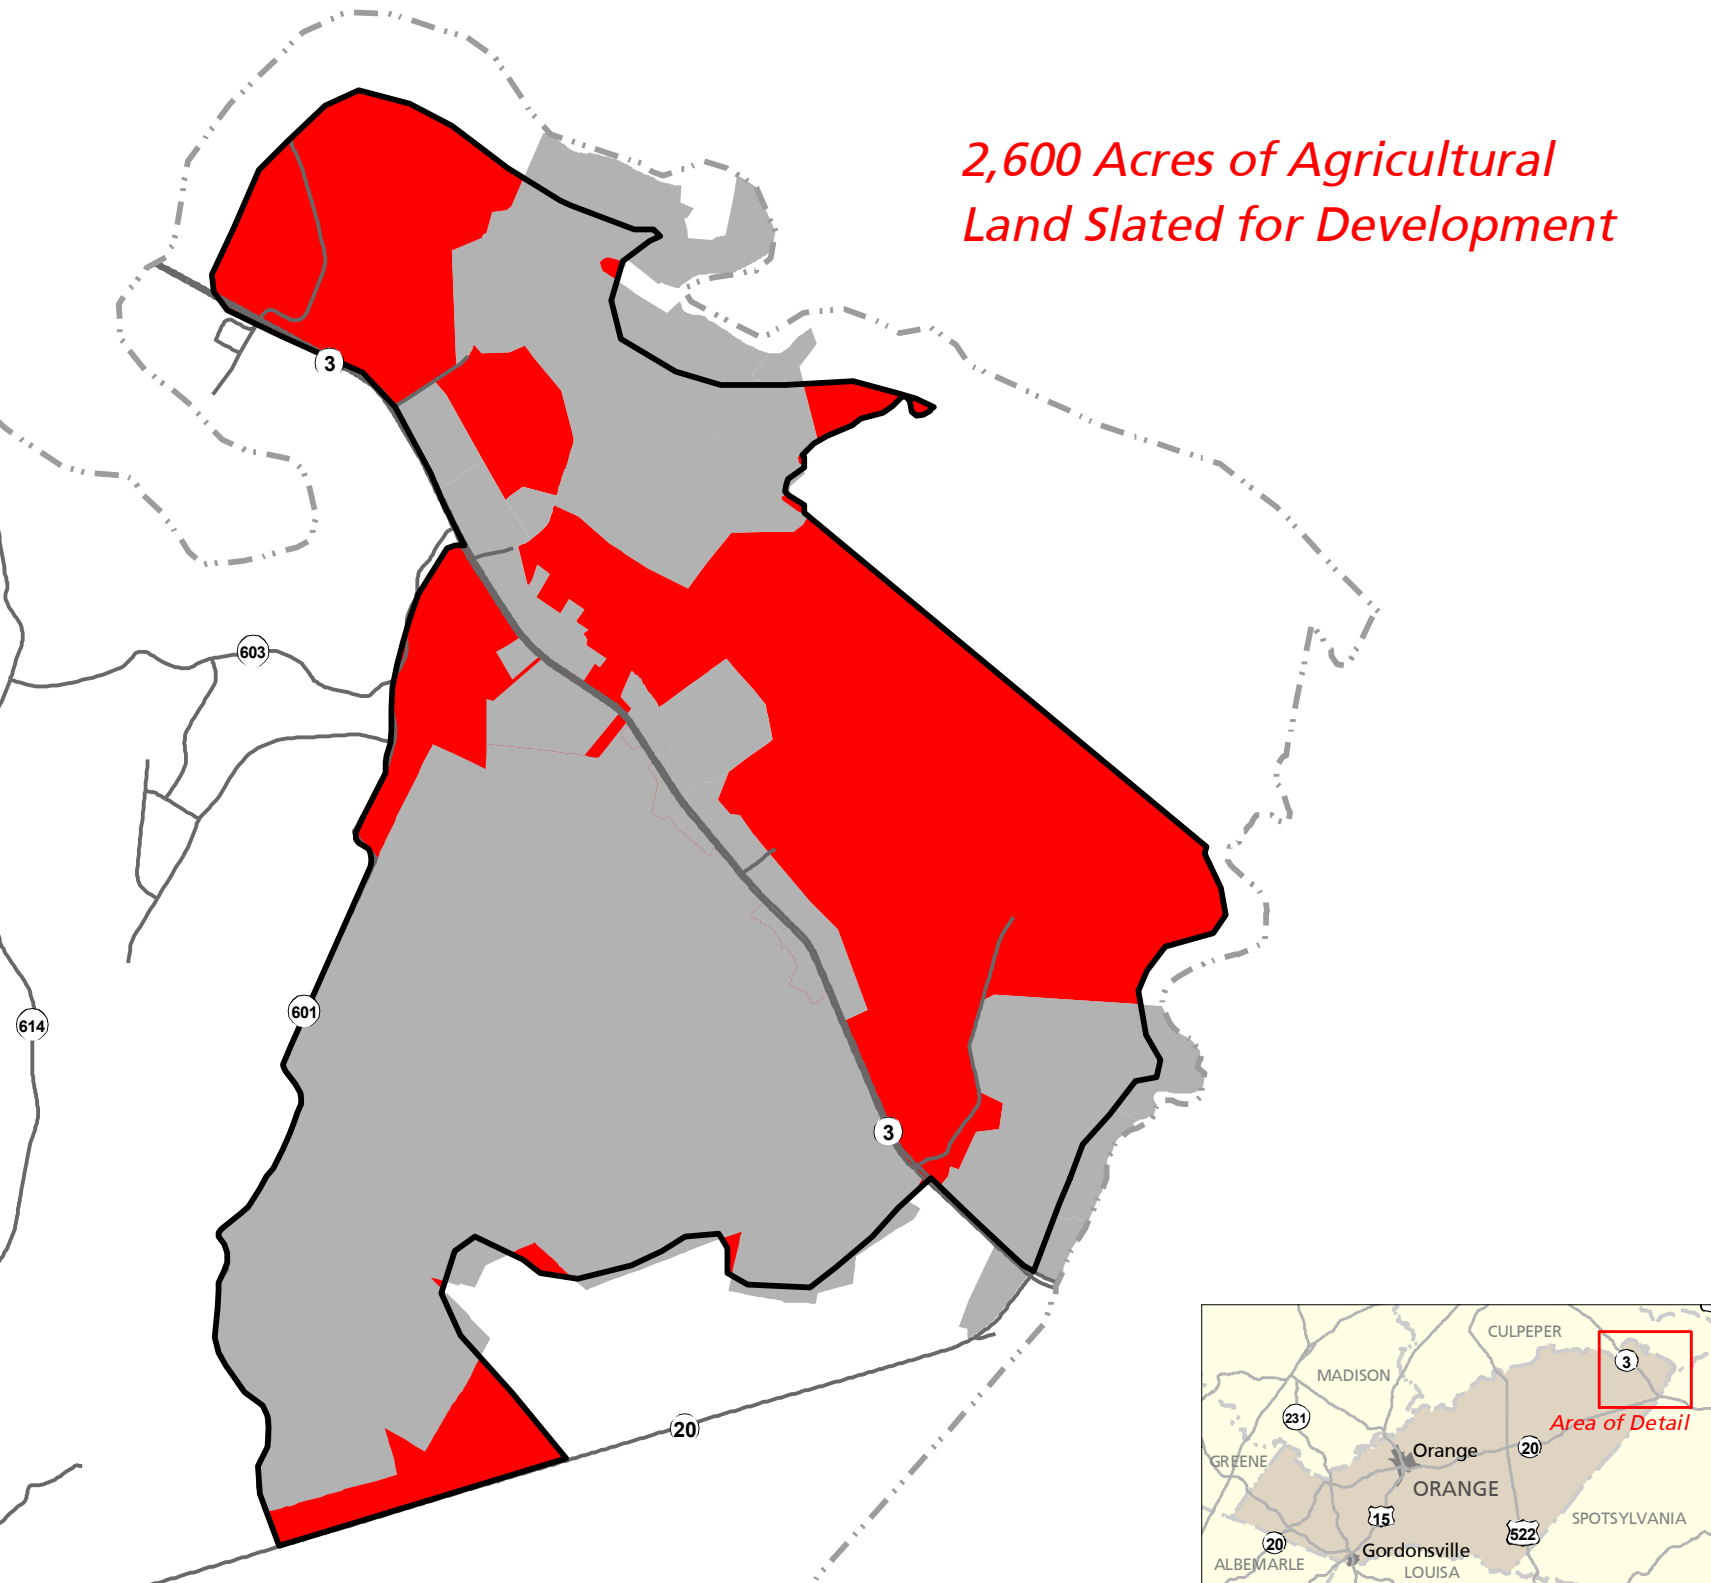 2,600 Acres of Agricultural
Land Slated for Development
3
603
601
614
3
20
CULPEPER
3
MADISON
231
Area of Detail
Orange
20
GREENE
ORANGE
15
SPOTSYLVANIA
522
20
Gordonsville
ALBEMARLE
LOUISA